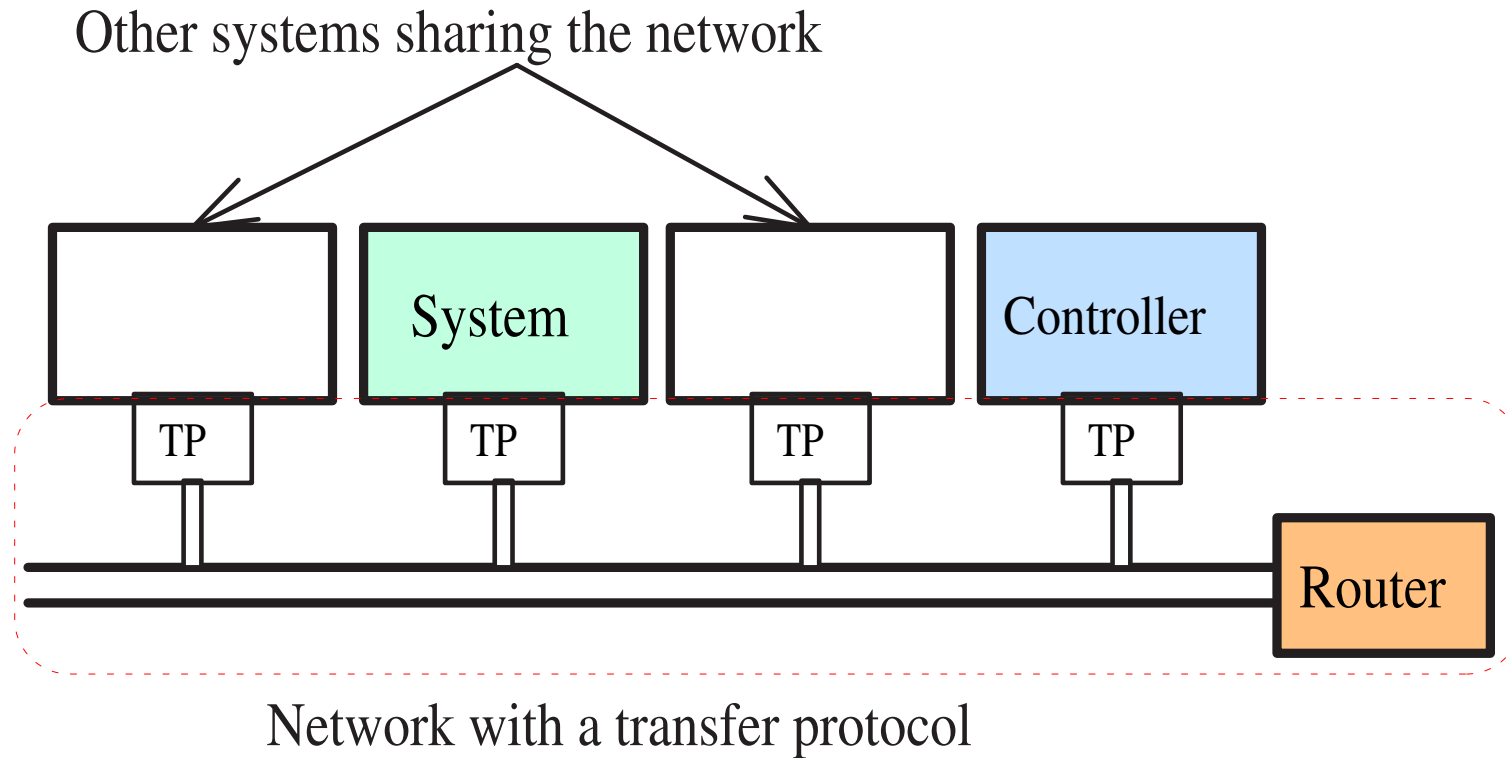 Other systems sharing the network
System
Controller
TP
TP
TP
TP
Router
Network with a transfer protocol